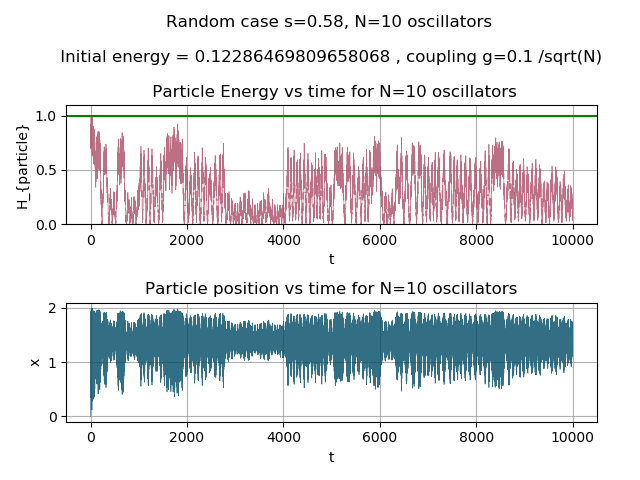 Random case s=0.58, N=10 oscillators
Initial energy = 0.12286469809658068 , coupling g=0.1 /sqrt(N)
Particle Energy vs time for N=10 oscillators
H_{particle}
1.0
0.5
0.0
0 2000 4000 6000 8000 10000
t
Particle position vs time for N=10 oscillators
x
2
1
0
0 2000 4000 6000 8000 10000
t